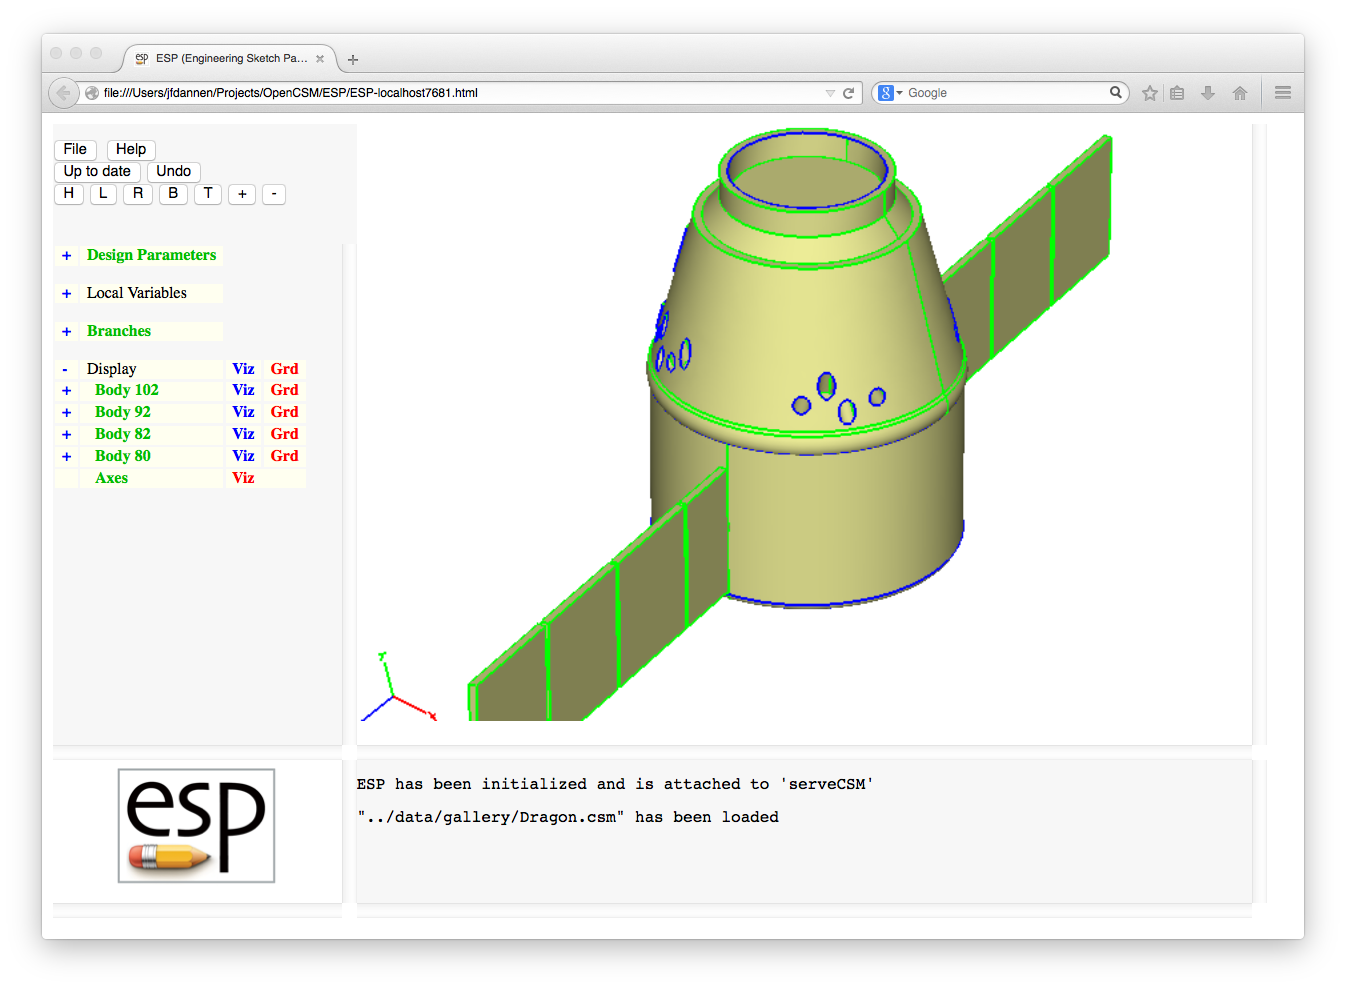 esp ESP (Engineering Sketch Pa... × +
file:///Users/jfdannen/Projects/OpenCSM/ESP/ESP-localhost7681.html
8 Google
File Help
Up to date Undo
H L R B T + -
+ Design Parameters
+ Local Variables
+ Branches
- Display Viz Grd
+ Body 102 Viz Grd
+ Body 92 Viz Grd
+ Body 82 Viz Grd
+ Body 80 Viz Grd
Axes Viz
Y
X
esp
ESP has been initialized and is attached to 'serveCSM'
"../data/gallery/Dragon.csm" has been loaded